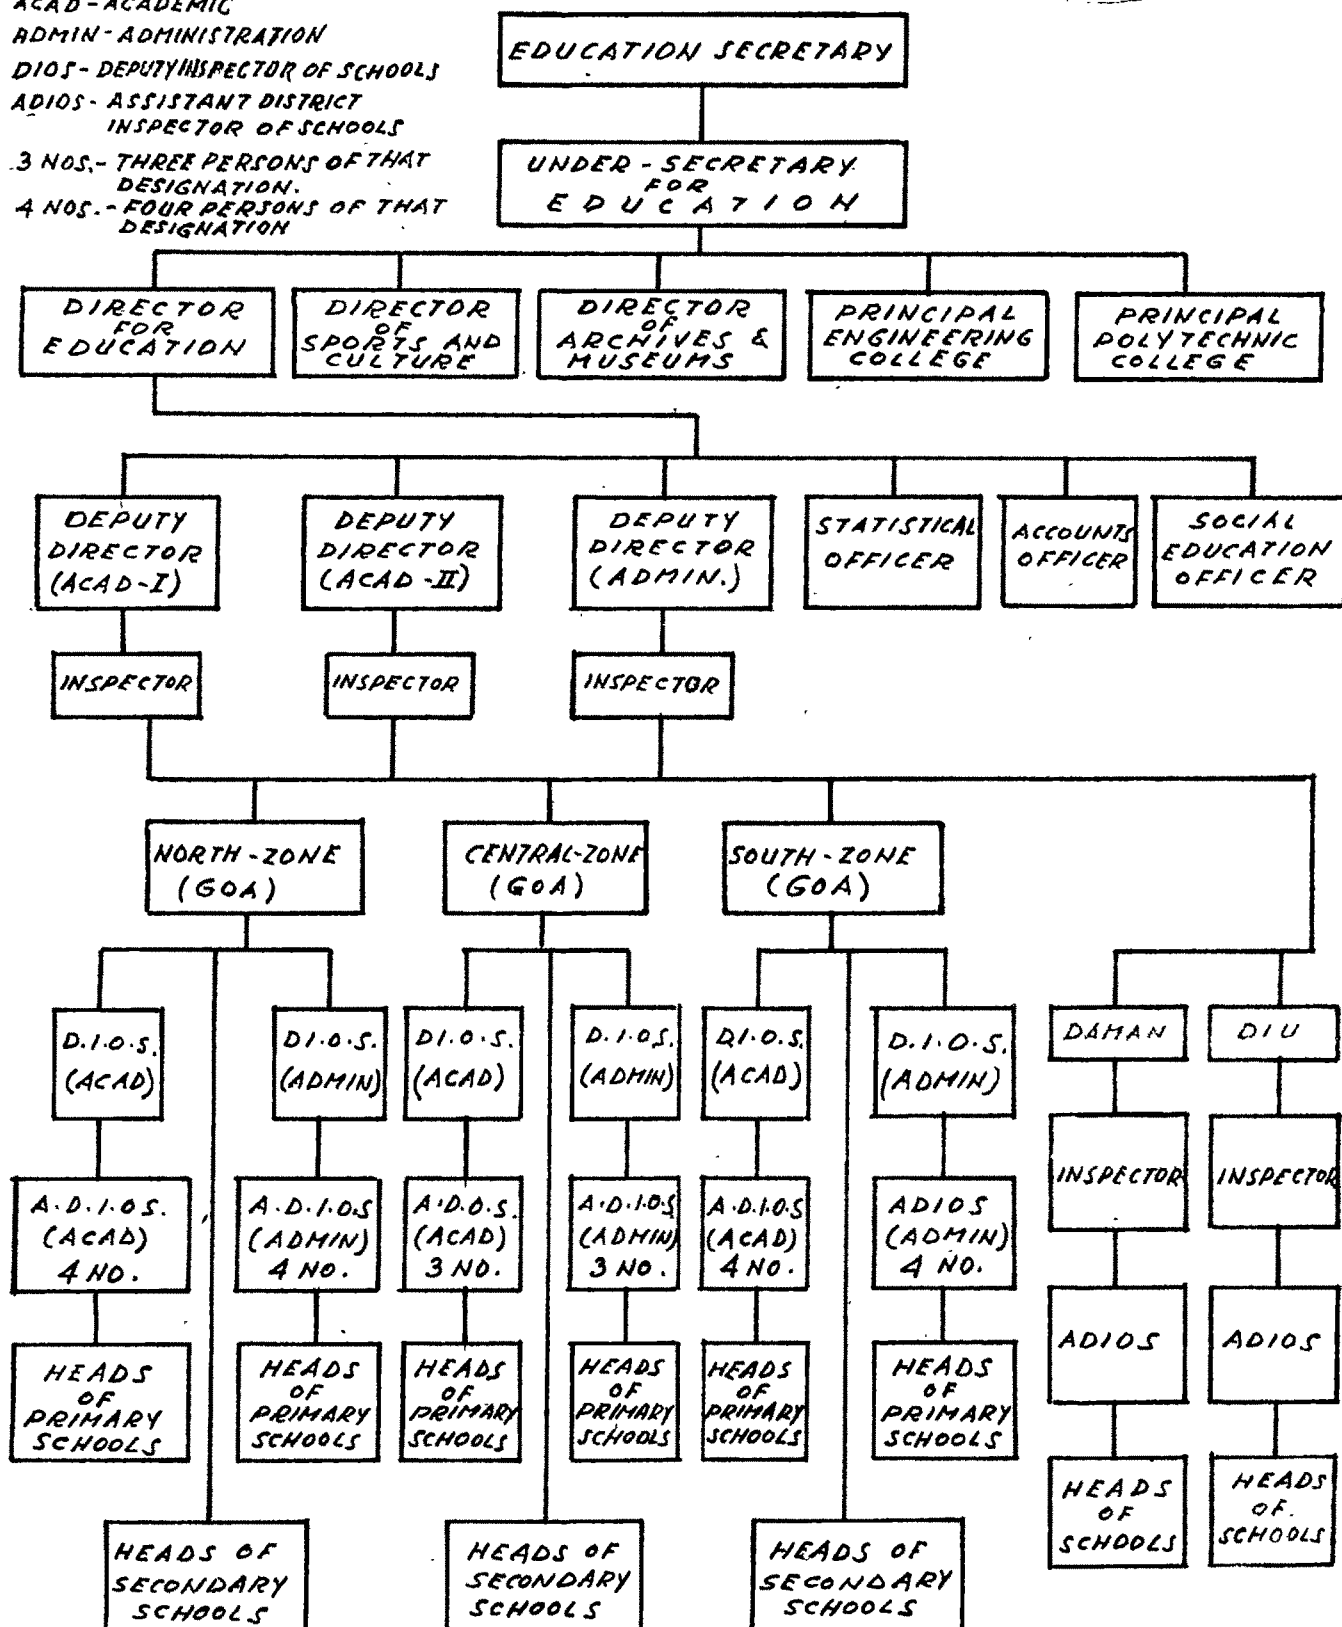 ACAD - ACADEMIC
ADMIN - ADMINISTRATION
DIOS - DEPUTY INSPECTOR OF SCHOOLS
ADIOS - ASSISTANT DISTRICT
INSPECTOR OF SCHOOLS
3 NOS. - THREE PERSONS OF THAT
DESIGNATION.
4 NOS. - FOUR PERSONS OF THAT
DESIGNATION
EDUCATION SECRETARY
UNDER - SECRETARY
FOR
EDUCATION
DIRECTOR
FOR
EDUCATION
DIRECTOR
OF
SPORTS AND
CULTURE
DIRECTOR
OF
ARCHIVES &
MUSEUMS
PRINCIPAL
ENGINEERING
COLLEGE
PRINCIPAL
POLYTECHNIC
COLLEGE
DEPUTY
DIRECTOR
(ACAD-I)
DEPUTY
DIRECTOR
(ACAD-II)
DEPUTY
DIRECTOR
(ADMIN.)
STATISTICAL
OFFICER
ACCOUNTS
OFFICER
SOCIAL
EDUCATION
OFFICER
INSPECTOR
INSPECTOR
INSPECTOR
NORTH-ZONE
(GOA)
CENTRAL-ZONE
(GOA)
SOUTH-ZONE
(GOA)
D.I.O.S.
(ACAD)
DI.O.S.
(ADMIN)
DI.O.S.
(ACAD)
D.I.O.S.
(ADMIN)
D.I.O.S.
(ACAD)
D.I.O.S.
(ADMIN)
DAMAN
DIU
A.D.I.O.S.
(ACAD)
4 NO.
A.D.I.O.S
(ADMIN)
4 NO.
A.D.O.S.
(ACAD)
3 NO.
A.D.I.O.S
(ADMIN)
3 NO.
A.D.I.O.S
(ACAD)
4 NO.
ADIOS
(ADMIN)
4 NO.
INSPECTOR
INSPECTOR
HEADS
OF
PRIMARY
SCHOOLS
HEADS
OF
PRIMARY
SCHOOLS
HEADS
OF
PRIMARY
SCHOOLS
HEADS
OF
PRIMARY
SCHOOLS
HEADS
OF
PRIMARY
SCHOOLS
HEADS
OF
PRIMARY
SCHOOLS
ADIOS
ADIOS
HEADS
OF
SCHOOLS
HEADS
OF.
SCHOOLS
HEADS OF
SECONDARY
SCHOOLS
HEADS OF
SECONDARY
SCHOOLS
HEADS OF
SECONDARY
SCHOOLS